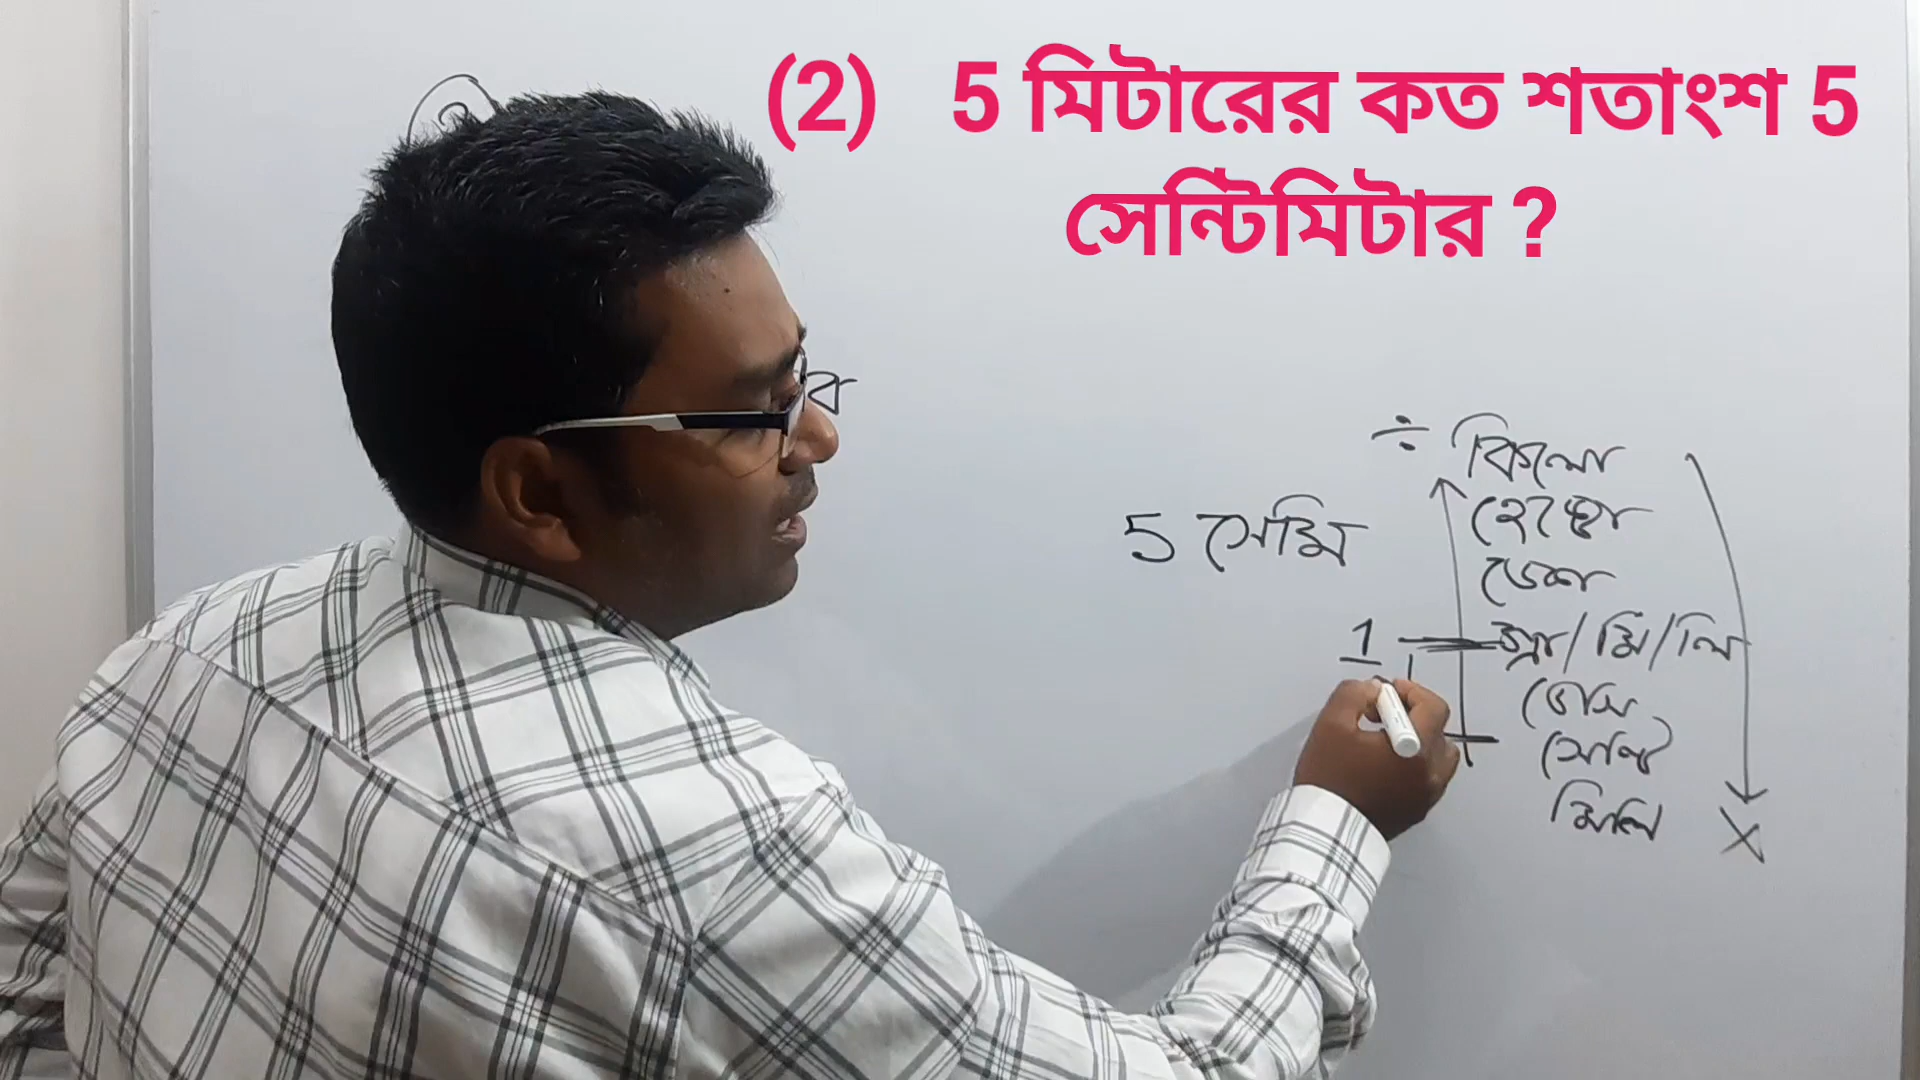 (2) 5 মিটারের কত শতাংশ 5
সেন্টিমিটার ?
ব
÷ কিলো
হেক্টো
5 সেমি
ডেকা
1 গ্রা/মি/লি
ডেসি
সেন্টি
মিলি
X